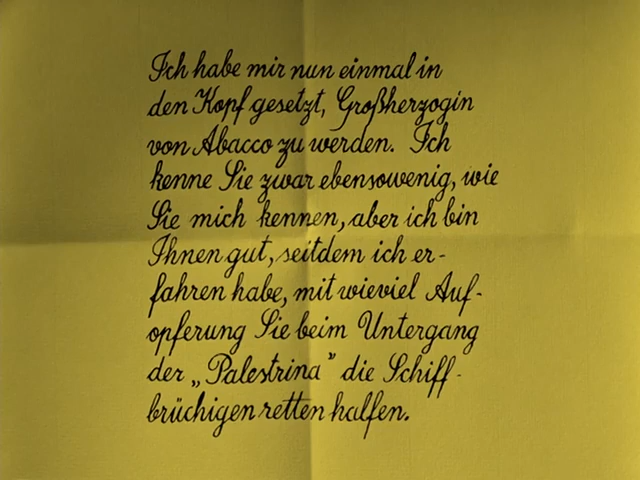 Ich habe mir nun einmal in
den Kopf gesetzt, Großherzogin
von Abacco zu werden. Ich
kenne Sie zwar ebensowenig, wie
Sie mich kennen, aber ich bin
Ihnen gut, seitdem ich er-
fahren habe, mit wieviel Auf-
opferung Sie beim Untergang
der „Palestrina" die Schiff-
brüchigen retten halfen.